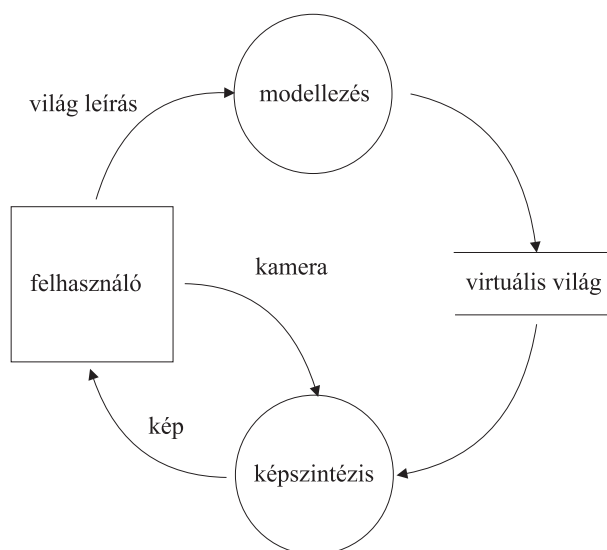 modellezés
világ leírás
felhasználó
kamera
virtuális világ
kép
képszintézis